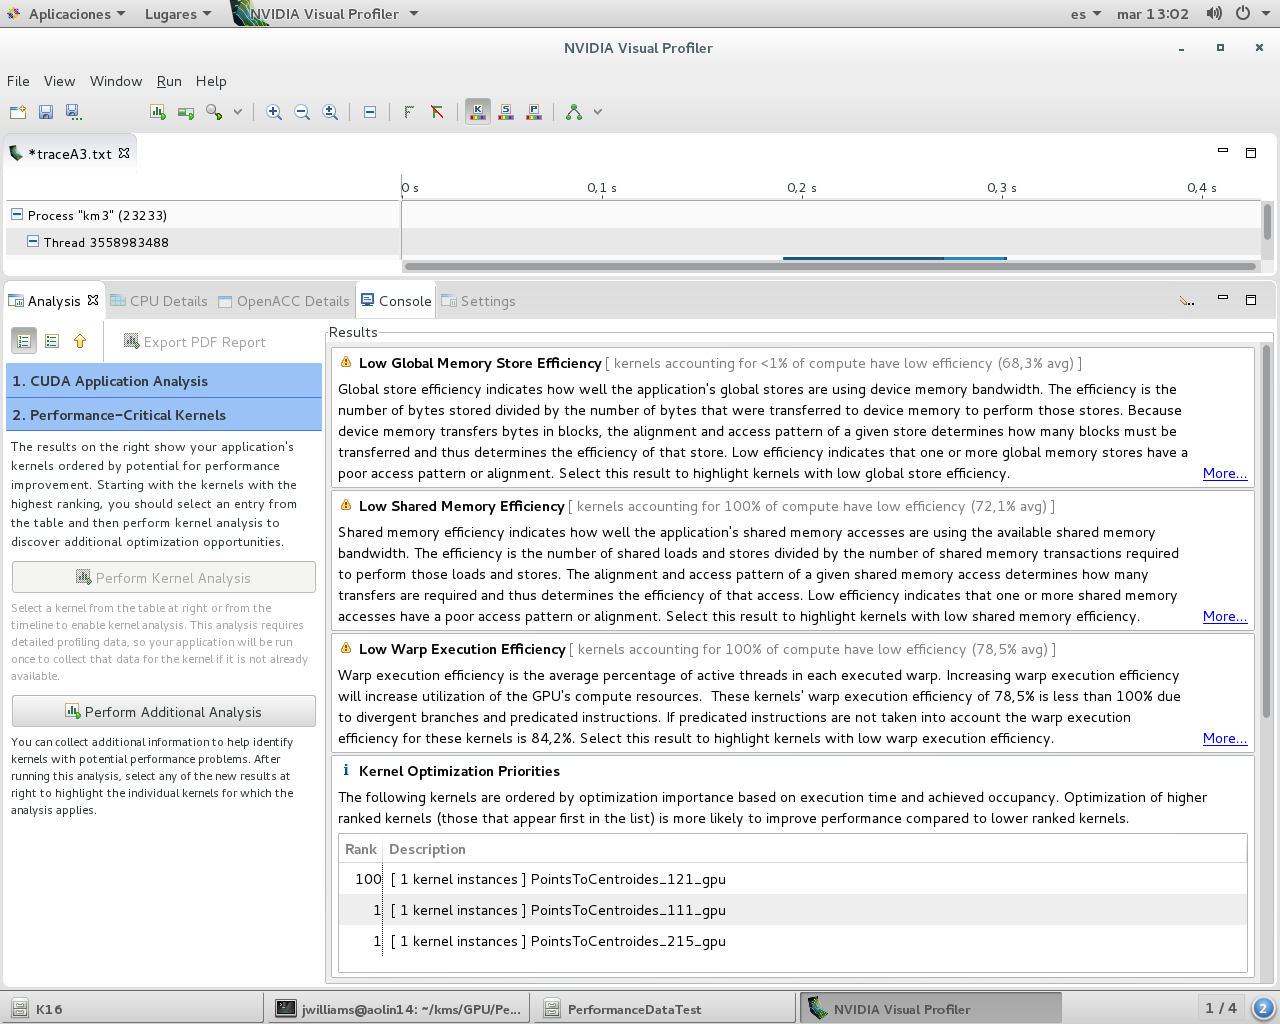 Aplicaciones
Lugares
NVIDIA Visual Profiler
es
mar 13:02
NVIDIA Visual Profiler
File View Window Run Help
*traceA3.txt
0 s 0,1 s 0,2 s 0,3 s 0,4 s
Process "km3" (23233)
Thread 3558983488
Analysis CPU Details OpenACC Details Console Settings
Export PDF Report
1. CUDA Application Analysis
2. Performance-Critical Kernels
The results on the right show your application's
kernels ordered by potential for performance
improvement. Starting with the kernels with the
highest ranking, you should select an entry from
the table and then perform kernel analysis to
discover additional optimization opportunities.
Perform Kernel Analysis
Select a kernel from the table at right or from the
timeline to enable kernel analysis. This analysis requires
detailed profiling data, so your application will be run
once to collect that data for the kernel if it is not already
available.
Perform Additional Analysis
You can collect additional information to help identify
kernels with potential performance problems. After
running this analysis, select any of the new results at
right to highlight the individual kernels for which the
analysis applies.
Results
Low Global Memory Store Efficiency [ kernels accounting for <1% of compute have low efficiency (68,3% avg) ]
Global store efficiency indicates how well the application's global stores are using device memory bandwidth. The efficiency is the
number of bytes stored divided by the number of bytes that were transferred to device memory to perform those stores. Because
device memory transfers bytes in blocks, the alignment and access pattern of a given store determines how many blocks must be
transferred and thus determines the efficiency of that store. Low efficiency indicates that one or more global memory stores have a
poor access pattern or alignment. Select this result to highlight kernels with low global store efficiency. More...
Low Shared Memory Efficiency [ kernels accounting for 100% of compute have low efficiency (72,1% avg) ]
Shared memory efficiency indicates how well the application's shared memory accesses are using the available shared memory
bandwidth. The efficiency is the number of shared loads and stores divided by the number of shared memory transactions required
to perform those loads and stores. The alignment and access pattern of a given shared memory access determines how many
transfers are required and thus determines the efficiency of that access. Low efficiency indicates that one or more shared memory
accesses have a poor access pattern or alignment. Select this result to highlight kernels with low shared memory efficiency. More...
Low Warp Execution Efficiency [ kernels accounting for 100% of compute have low efficiency (78,5% avg) ]
Warp execution efficiency is the average percentage of active threads in each executed warp. Increasing warp execution efficiency
will increase utilization of the GPU's compute resources.  These kernels' warp execution efficiency of 78,5% is less than 100% due
to divergent branches and predicated instructions. If predicated instructions are not taken into account the warp execution
efficiency for these kernels is 84,2%. Select this result to highlight kernels with low warp execution efficiency. More...
Kernel Optimization Priorities
The following kernels are ordered by optimization importance based on execution time and achieved occupancy. Optimization of higher
ranked kernels (those that appear first in the list) is more likely to improve performance compared to lower ranked kernels.
Rank Description
100 [ 1 kernel instances ] PointsToCentroides_121_gpu
1 [ 1 kernel instances ] PointsToCentroides_111_gpu
1 [ 1 kernel instances ] PointsToCentroides_215_gpu
K16
jwilliams@aolin14: ~/kms/GPU/Pe...
PerformanceDataTest
NVIDIA Visual Profiler
1 / 4
2